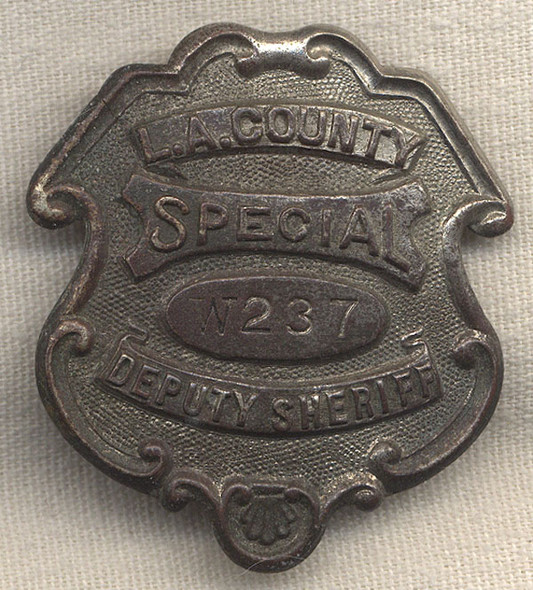 L.A.COUNTY
SPECIAL
W237
DEPUTY SHERIFF